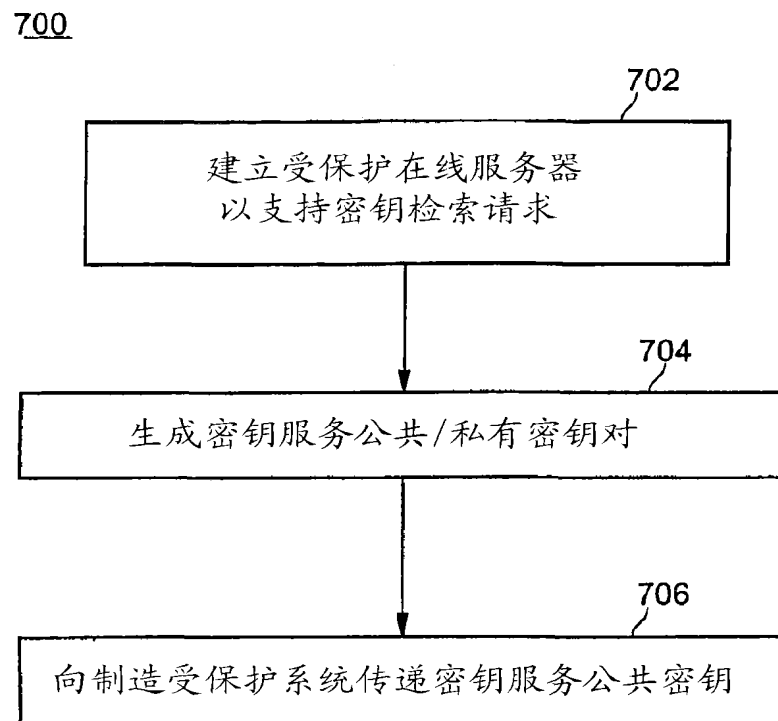 700
702
建立受保护在线服务器
以支持密钥检索请求
704
生成密钥服务公共/私有密钥对
706
向制造受保护系统传递密钥服务公共密钥